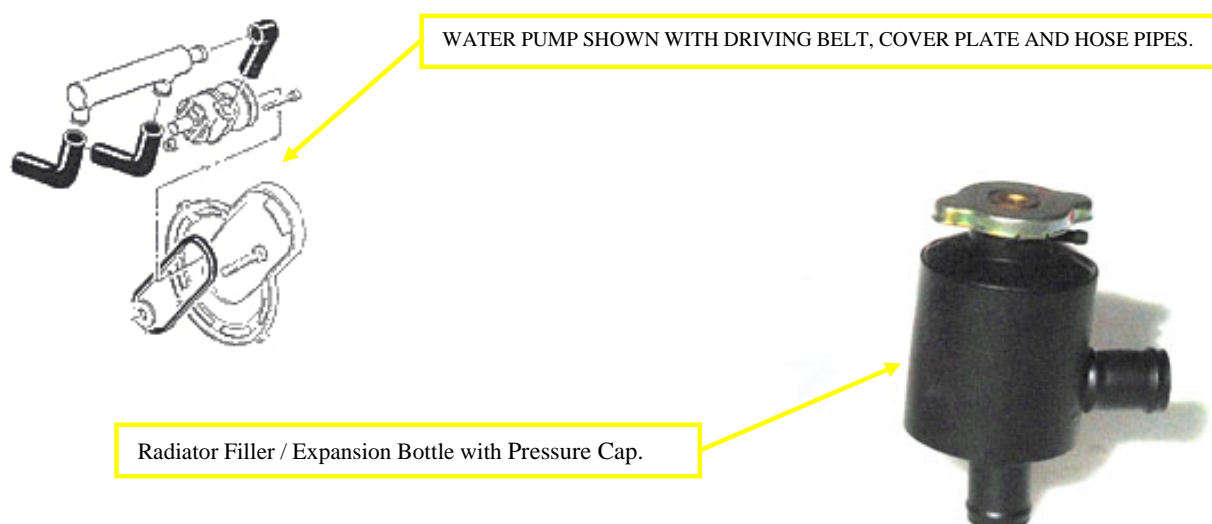 WATER PUMP SHOWN WITH DRIVING BELT, COVER PLATE AND HOSE PIPES.
Radiator Filler / Expansion Bottle with Pressure Cap.